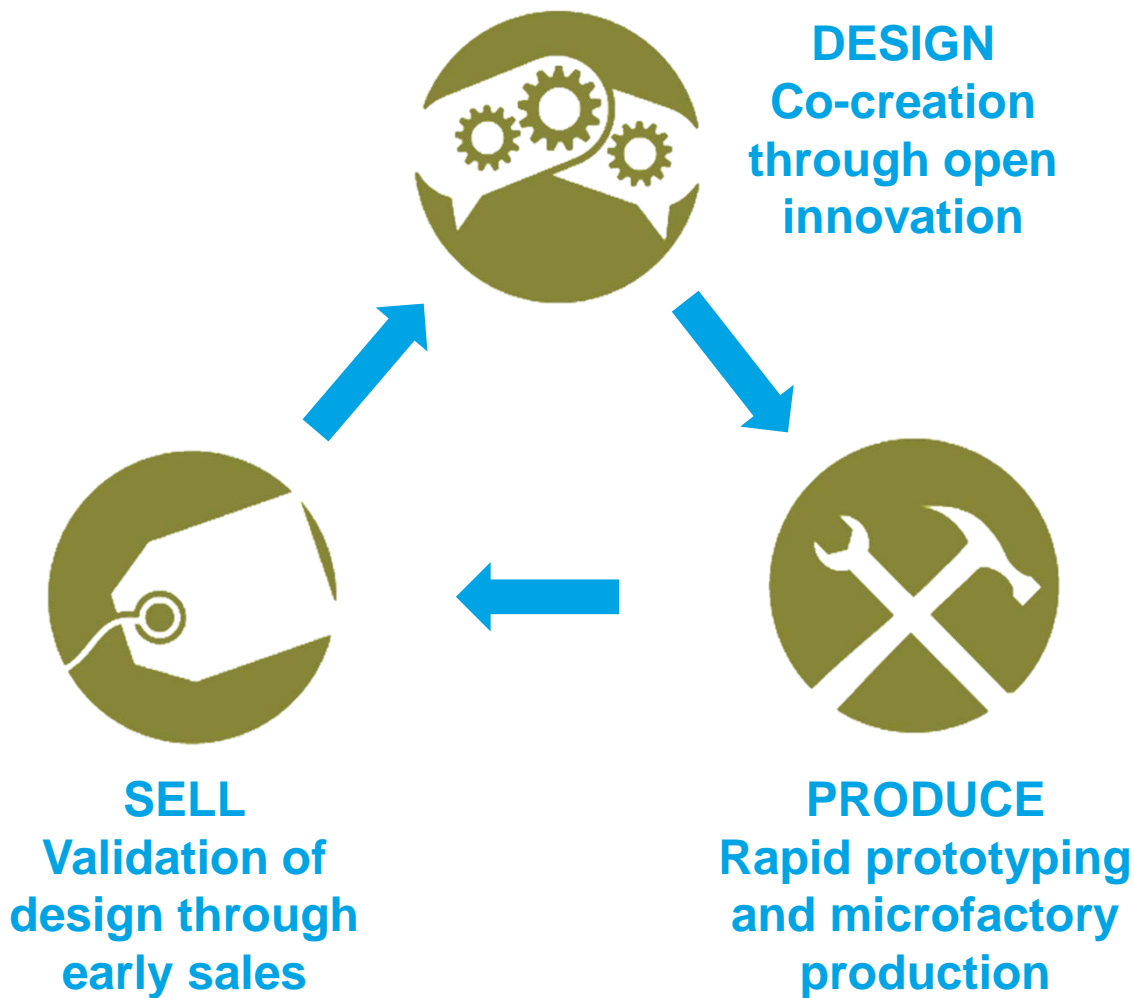 DESIGN
Co-creation
through open
innovation
SELL
Validation of
design through
early sales
PRODUCE
Rapid prototyping
and microfactory
production